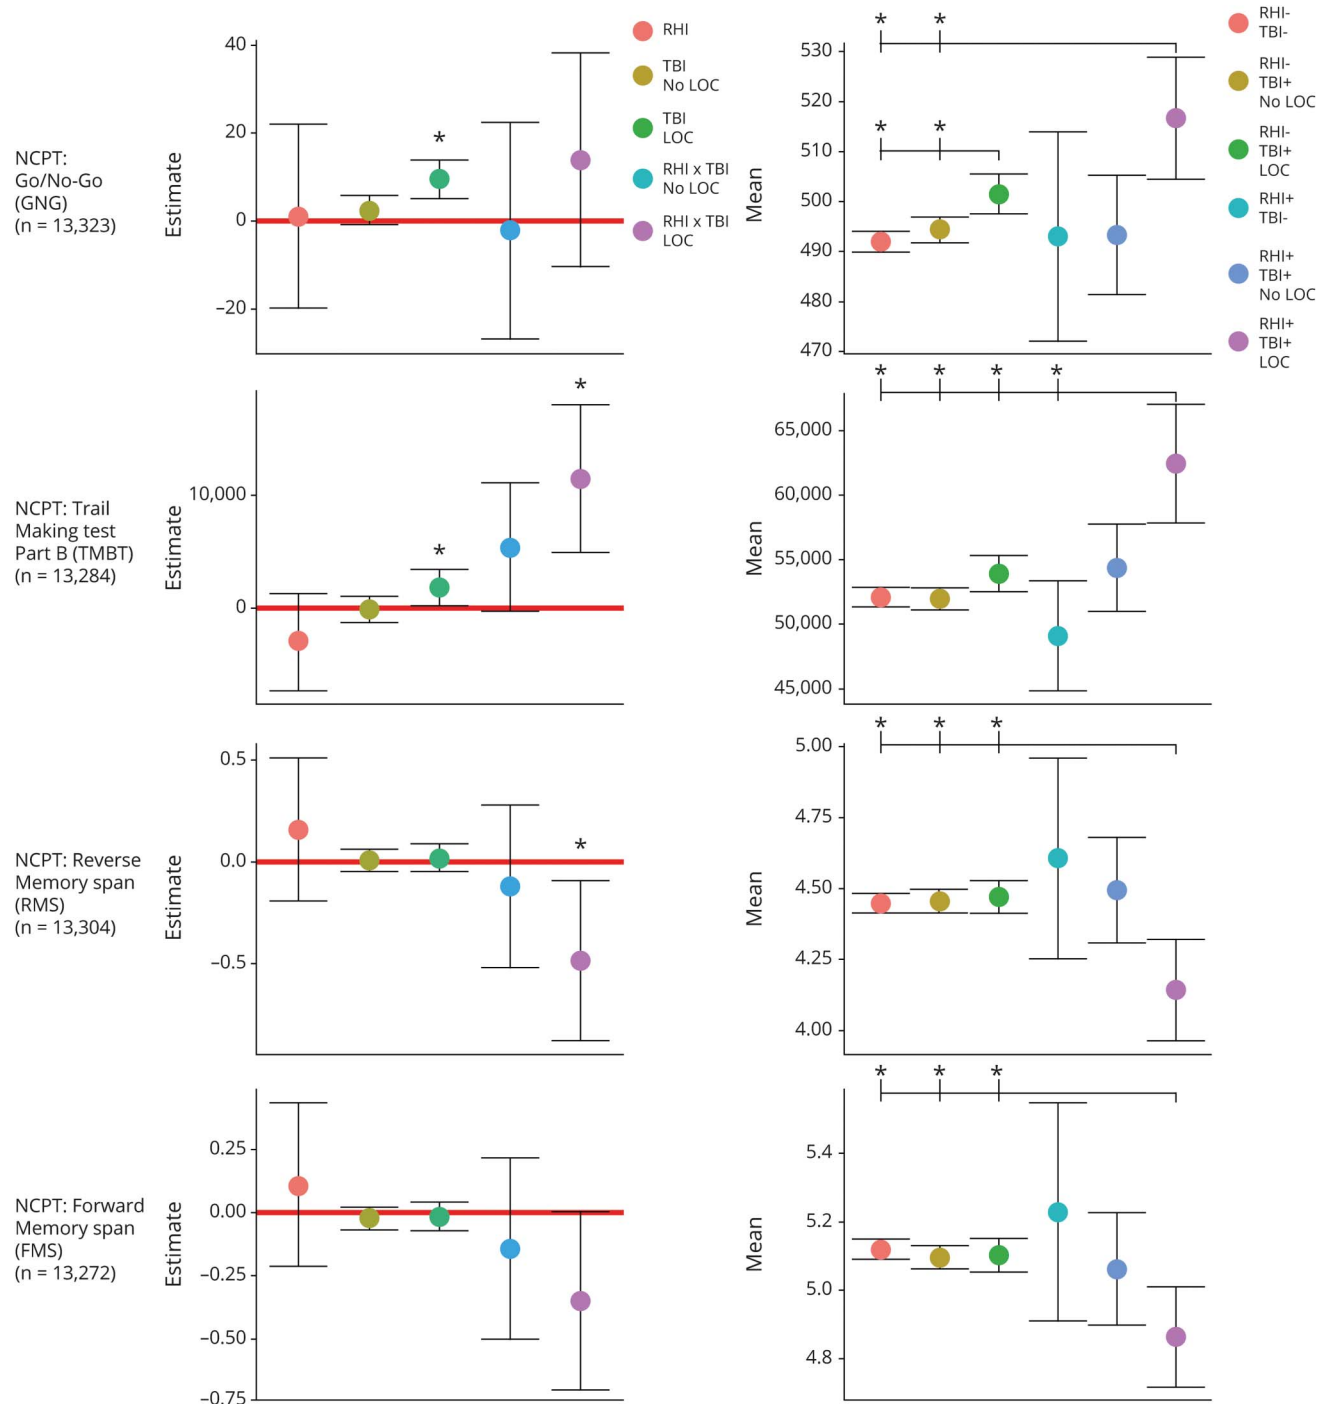 NCPT:
Go/No-Go
(GNG)
(n = 13,323)
Estimate
40
20
0
–20
*
RHI
TBI
No LOC
TBI
LOC
RHI x TBI
No LOC
RHI x TBI
LOC
Mean
530
520
510
500
490
480
470
* *
* *
RHI-
TBI-
RHI-
TBI+
No LOC
RHI-
TBI+
LOC
RHI+
TBI-
RHI+
TBI+
No LOC
RHI+
TBI+
LOC
NCPT: Trail
Making test
Part B (TMBT)
(n = 13,284)
Estimate
10,000
0
*
*
Mean
65,000
60,000
55,000
50,000
45,000
* * * *
NCPT: Reverse
Memory span
(RMS)
(n = 13,304)
Estimate
0.5
0.0
–0.5
*
Mean
5.00
4.75
4.50
4.25
4.00
* * *
NCPT: Forward
Memory span
(FMS)
(n = 13,272)
Estimate
0.25
0.00
–0.25
–0.50
–0.75
Mean
5.4
5.2
5.0
4.8
* * *